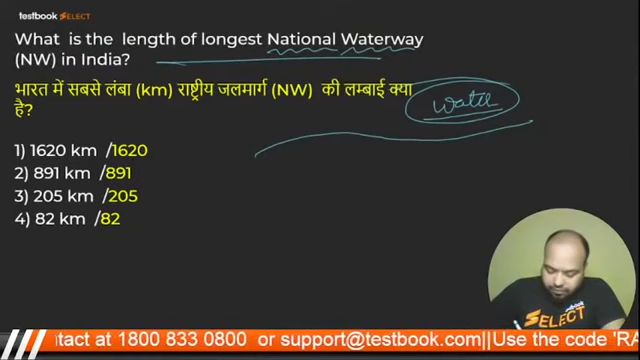 testbook SELECT
What is the length of longest National Waterway
(NW) in India?
भारत में सबसे लंबा (km) राष्ट्रीय जलमार्ग (NW) की लम्बाई क्या
है?
1) 1620 km /1620
2) 891 km /891
3) 205 km /205
4) 82 km /82
SELECT
ntact at 1800 833 0800 or support@testbook.com||Use the code 'RA